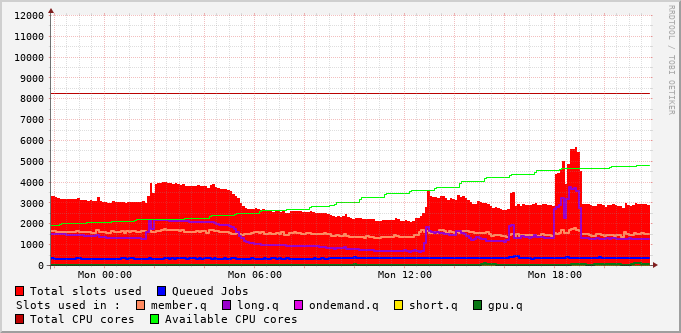 12000
11000
10000
9000
8000
7000
6000
5000
4000
3000
2000
1000
0
Mon 00:00 Mon 06:00 Mon 12:00 Mon 18:00
RRDTOOL / TOBI OETIKER
Total slots used Queued Jobs
Slots used in : member.q long.q ondemand.q short.q gpu.q
Total CPU cores Available CPU cores